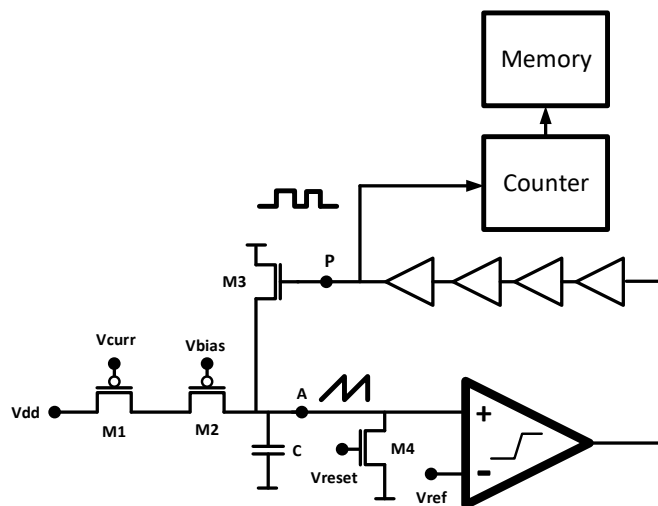 Memory
Counter
P
M3
Vcurr
Vbias
A
Vdd
M1
M2
C
M4
Vreset
Vref
+
-